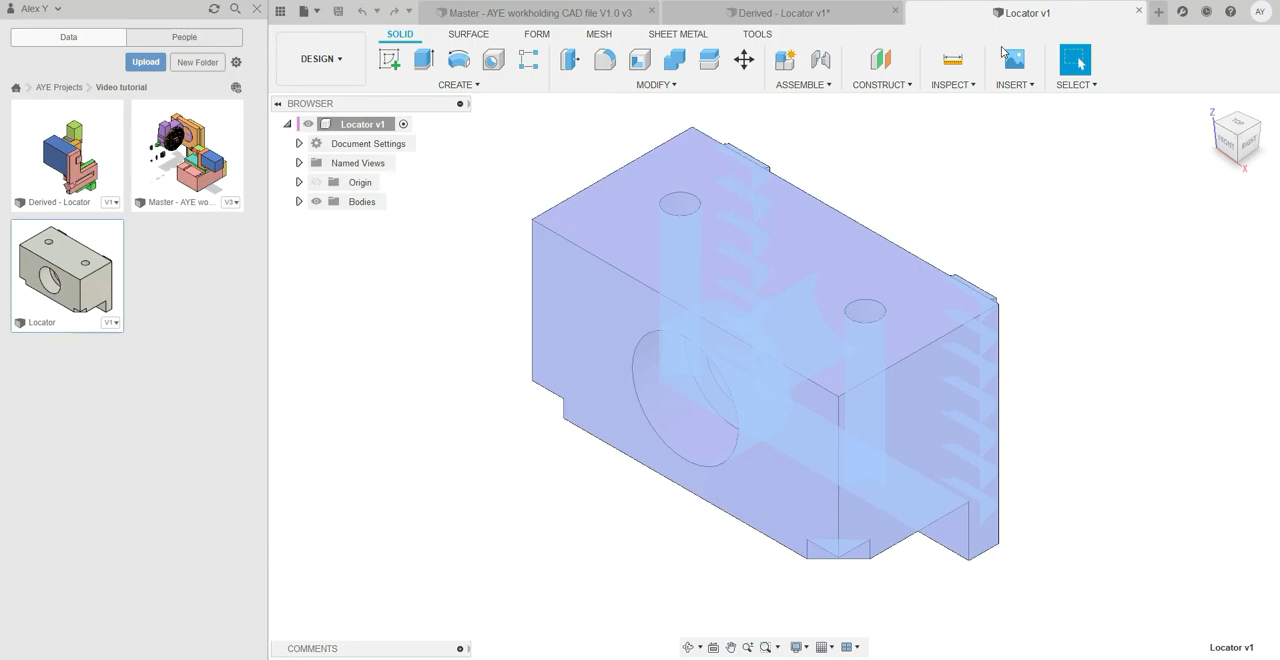 Alex Y
Data
People
Upload
New Folder
AYE Projects
Video tutorial
Derived - Locator
V1
Master - AYE wo...
V3
Locator
V1
Master - AYE workholding CAD file V1.0 v3
Derived - Locator v1*
Locator v1
AY
DESIGN
SOLID
SURFACE
FORM
MESH
SHEET METAL
TOOLS
CREATE
MODIFY
ASSEMBLE
CONSTRUCT
INSPECT
INSERT
SELECT
BROWSER
Locator v1
Document Settings
Named Views
Origin
Bodies
Z
TOP
FRONT
RIGHT
X
COMMENTS
Locator v1